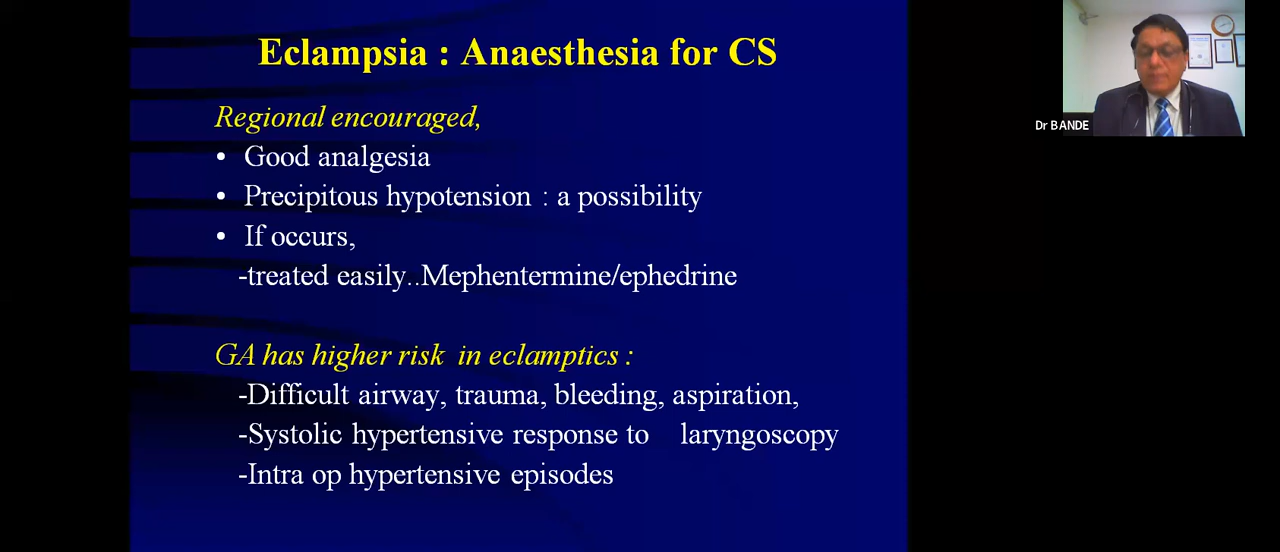 Eclampsia : Anaesthesia for CS
Regional encouraged,
• Good analgesia
• Precipitous hypotension : a possibility
• If occurs,
-treated easily..Mephentermine/ephedrine
GA has higher risk in eclamptics :
-Difficult airway, trauma, bleeding, aspiration,
-Systolic hypertensive response to laryngoscopy
-Intra op hypertensive episodes
Dr BANDE